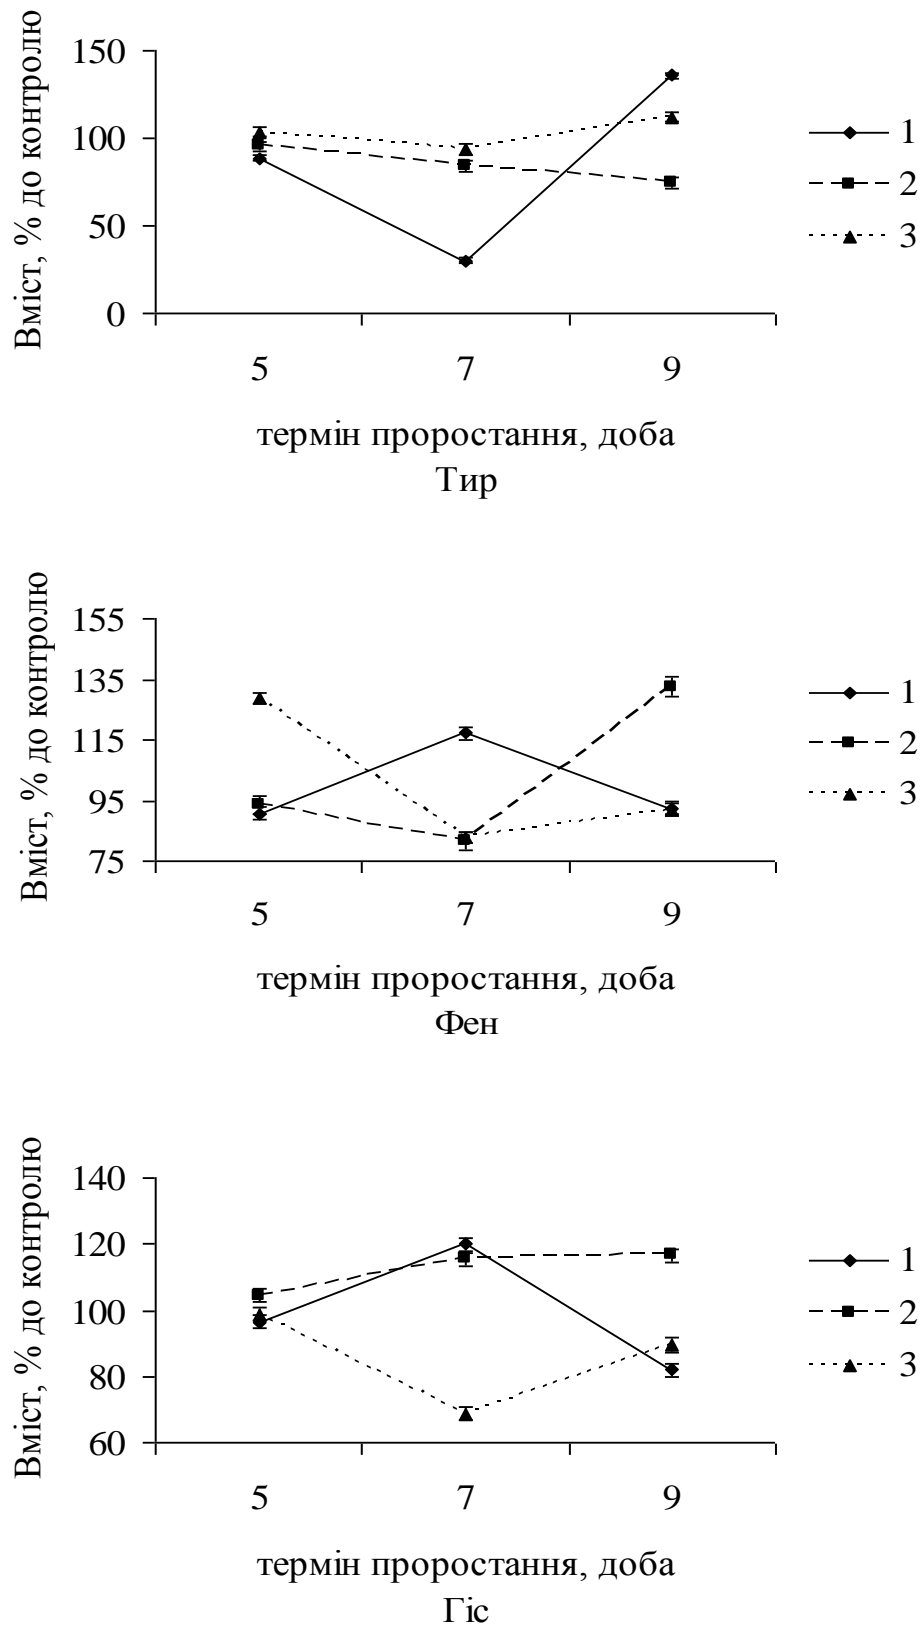 Вміст, % до контролю
150
100
50
0
5 7 9
термін проростання, доба
Тир
1
2
3
Вміст, % до контролю
155
135
115
95
75
5 7 9
термін проростання, доба
Фен
1
2
3
Вміст, % до контролю
140
120
100
80
60
5 7 9
термін проростання, доба
Гіс
1
2
3